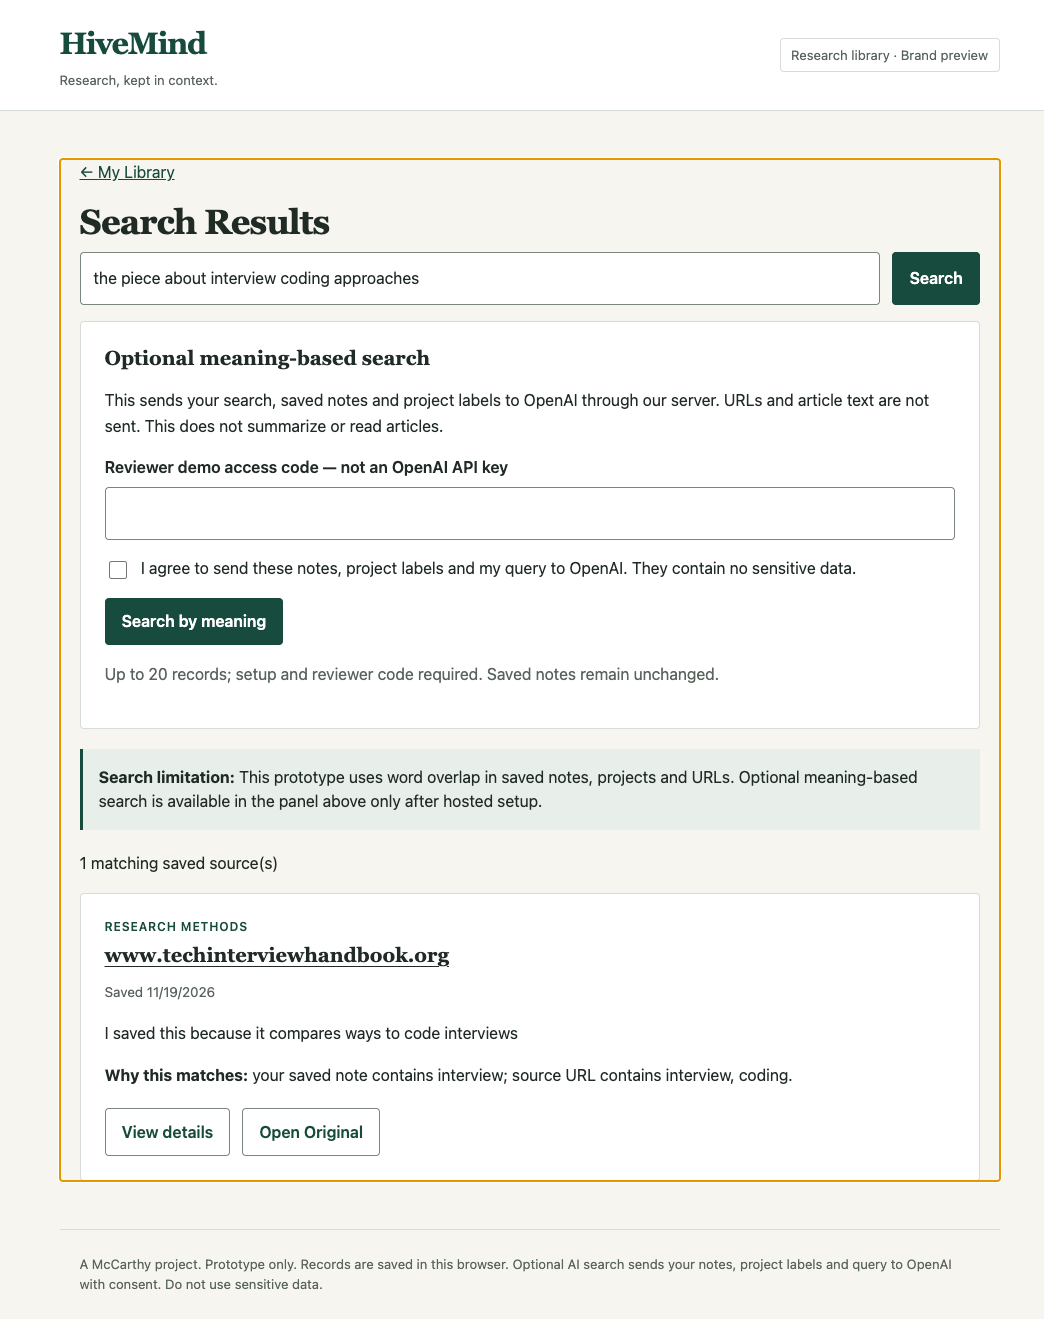 HiveMind
Research, kept in context.
Research library · Brand preview
← My Library
Search Results
the piece about interview coding approaches
Search
Optional meaning-based search
This sends your search, saved notes and project labels to OpenAI through our server. URLs and article text are not
sent. This does not summarize or read articles.
Reviewer demo access code — not an OpenAI API key
I agree to send these notes, project labels and my query to OpenAI. They contain no sensitive data.
Search by meaning
Up to 20 records; setup and reviewer code required. Saved notes remain unchanged.
Search limitation: This prototype uses word overlap in saved notes, projects and URLs. Optional meaning-based
search is available in the panel above only after hosted setup.
1 matching saved source(s)
RESEARCH METHODS
www.techinterviewhandbook.org
Saved 11/19/2026
I saved this because it compares ways to code interviews
Why this matches: your saved note contains interview; source URL contains interview, coding.
View details
Open Original
A McCarthy project. Prototype only. Records are saved in this browser. Optional AI search sends your notes, project labels and query to OpenAI
with consent. Do not use sensitive data.